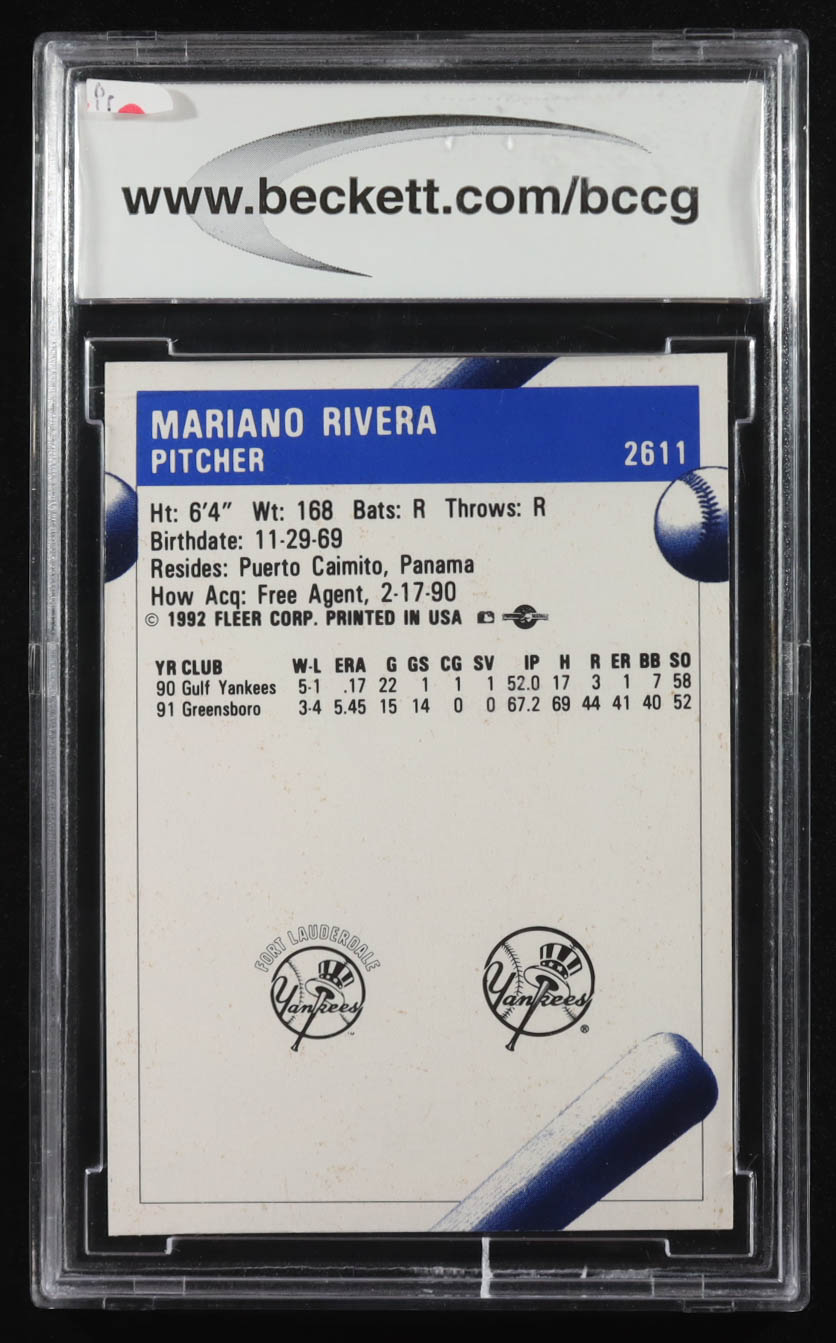 www.beckett.com/bccg
MARIANO RIVERA
PITCHER 2611
Ht: 6'4" Wt: 168 Bats: R Throws: R
Birthdate: 11-29-69
Resides: Puerto Caimito, Panama
How Acq: Free Agent, 2-17-90
© 1992 FLEER CORP. PRINTED IN USA
YR CLUB W-L ERA G GS CG SV IP H R ER BB SO
90 Gulf Yankees 5-1 .17 22 1 1 1 52.0 17 3 1 7 58
91 Greensboro 3-4 5.45 15 14 0 0 67.2 69 44 41 40 52
FORT LAUDERDALE
Yankees ™
Yankees ®